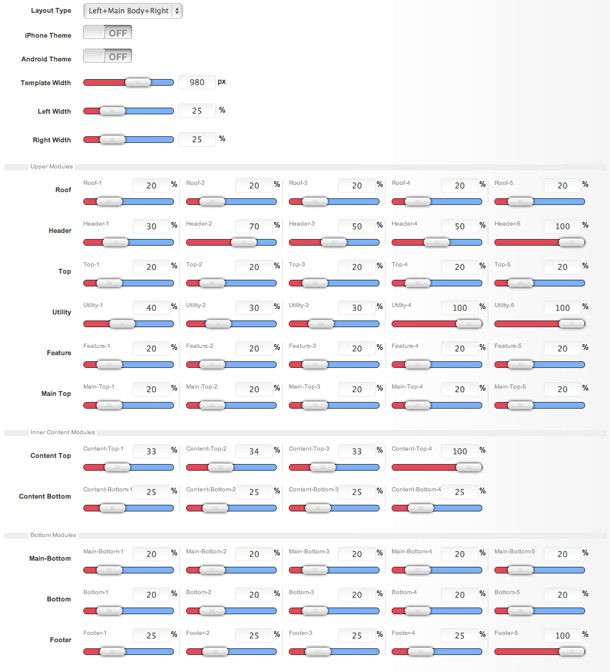 Layout Type Left+Main Body+Right
iPhone Theme OFF
Android Theme OFF
Template Width 980 px
Left Width 25 %
Right Width 25 %
Upper Modules
Roof Roof-1 20 % Roof-2 20 % Roof-3 20 % Roof-4 20 % Roof-5 20 %
Header Header-1 30 % Header-2 70 % Header-3 50 % Header-4 50 % Header-5 100 %
Top Top-1 20 % Top-2 20 % Top-3 20 % Top-4 20 % Top-5 20 %
Utility Utility-1 40 % Utility-2 30 % Utility-3 30 % Utility-4 100 % Utility-5 100 %
Feature Feature-1 20 % Feature-2 20 % Feature-3 20 % Feature-4 20 % Feature-5 20 %
Main Top Main-Top-1 20 % Main-Top-2 20 % Main-Top-3 20 % Main-Top-4 20 % Main-Top-5 20 %
Inner Content Modules
Content Top Content-Top-1 33 % Content-Top-2 34 % Content-Top-3 33 % Content-Top-4 100 %
Content Bottom Content-Bottom-1 25 % Content-Bottom-2 25 % Content-Bottom-3 25 % Content-Bottom-4 25 %
Bottom Modules
Main-Bottom Main-Bottom-1 20 % Main-Bottom-2 20 % Main-Bottom-3 20 % Main-Bottom-4 20 % Main-Bottom-5 20 %
Bottom Bottom-1 20 % Bottom-2 20 % Bottom-3 20 % Bottom-4 20 % Bottom-5 20 %
Footer Footer-1 25 % Footer-2 25 % Footer-3 25 % Footer-4 25 % Footer-5 100 %